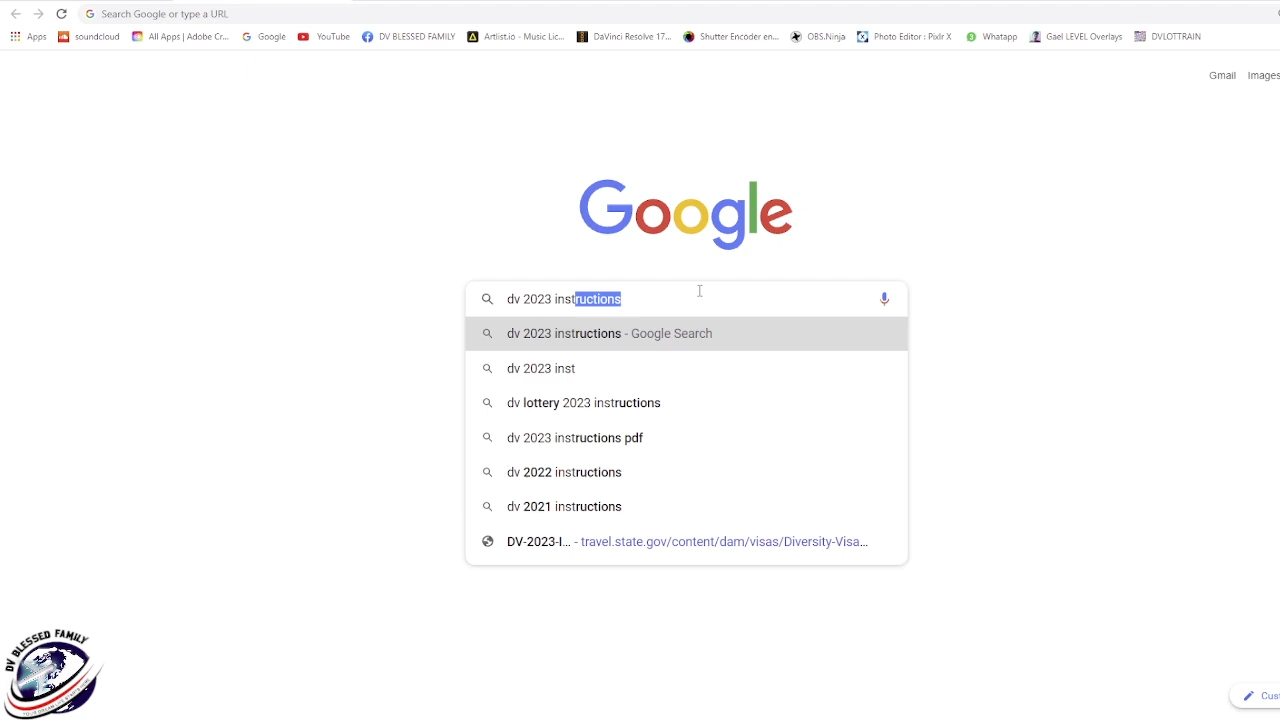 Search Google or type a URL
Apps soundcloud All Apps | Adobe Cr... Google YouTube DV BLESSED FAMILY Artlist.io - Music Lic... DaVinci Resolve 17... Shutter Encoder en... OBS.Ninja Photo Editor : Pixlr X Whatapp Gael LEVEL Overlays DVLOTTRAIN
Gmail Images
Google
dv 2023 instructions
dv 2023 instructions - Google Search
dv 2023 inst
dv lottery 2023 instructions
dv 2023 instructions pdf
dv 2022 instructions
dv 2021 instructions
DV-2023-I... - travel.state.gov/content/dam/visas/Diversity-Visa...
DV BLESSED FAMILY
Cus